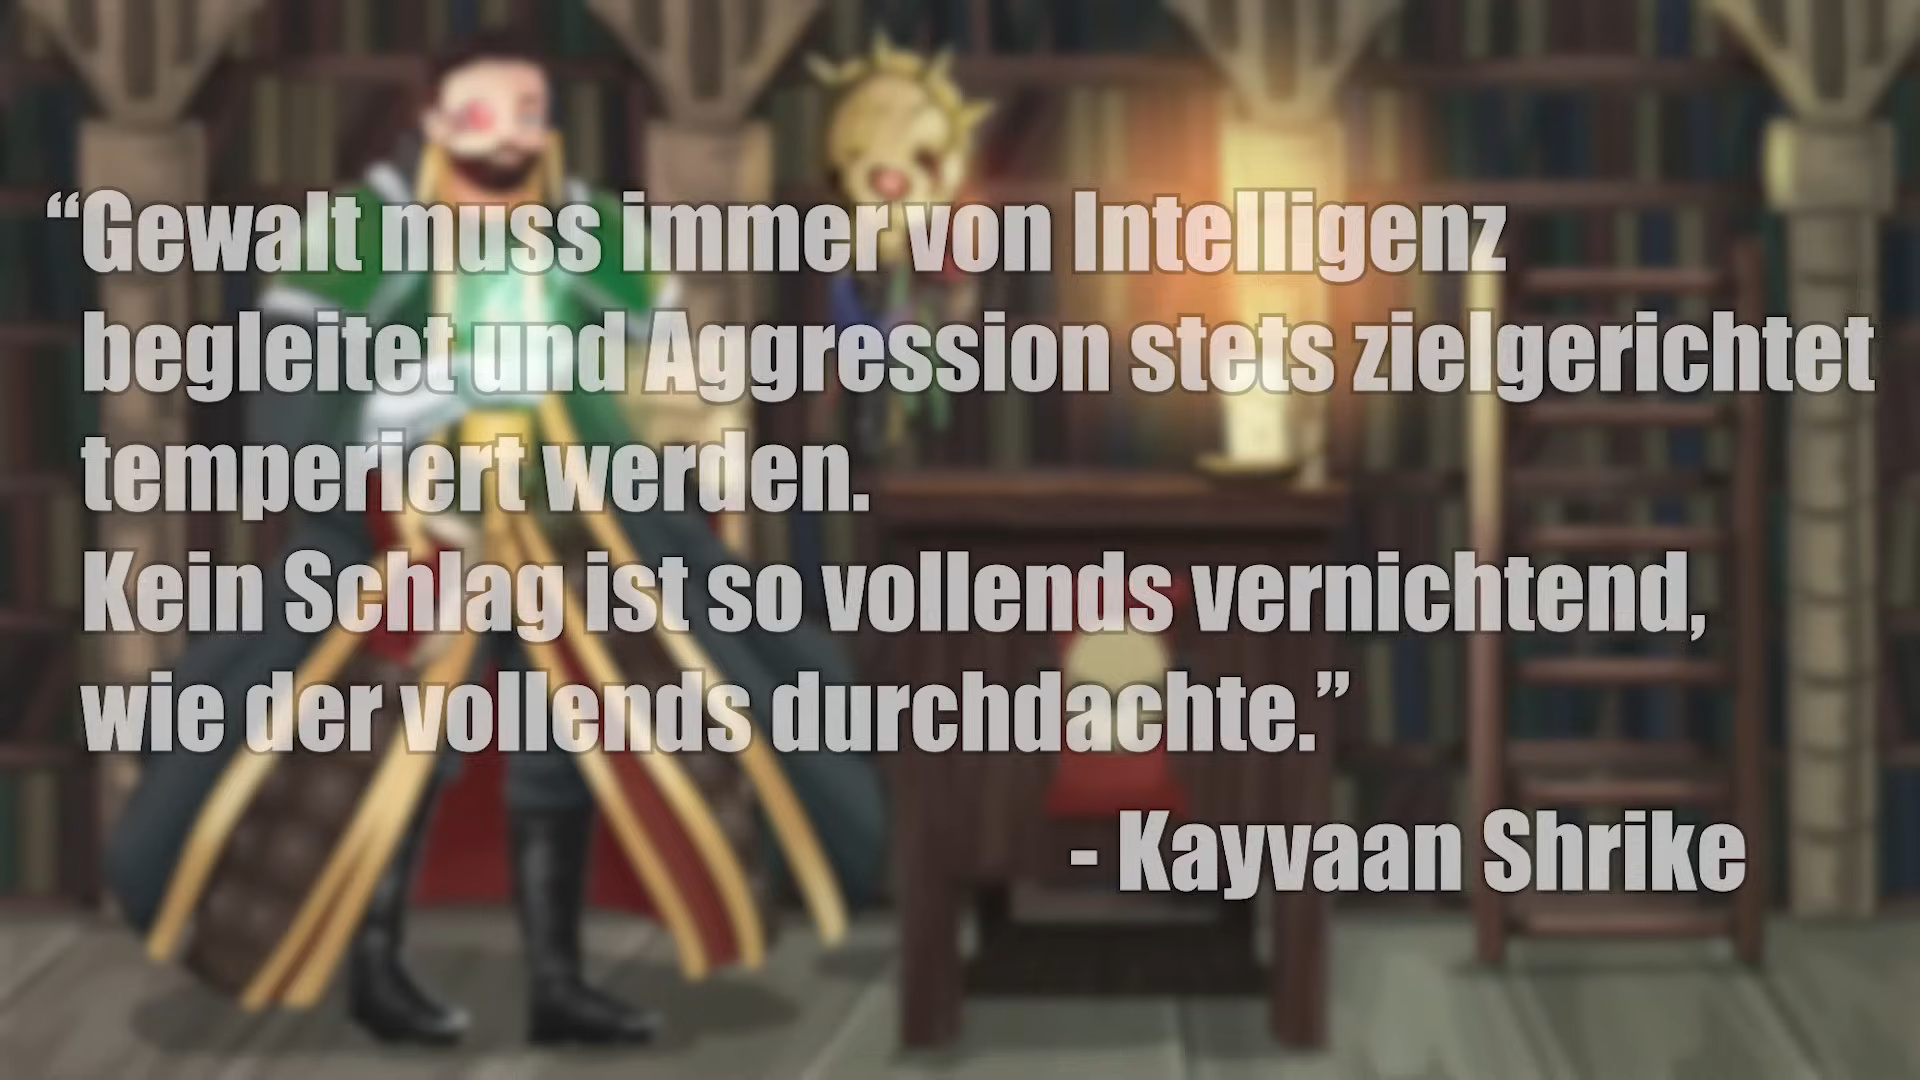 “Gewalt muss immer von Intelligenz
begleitet und Aggression stets zielgerichtet
temperiert werden.
Kein Schlag ist so vollends vernichtend,
wie der vollends durchdachte.”
- Kayvaan Shrike